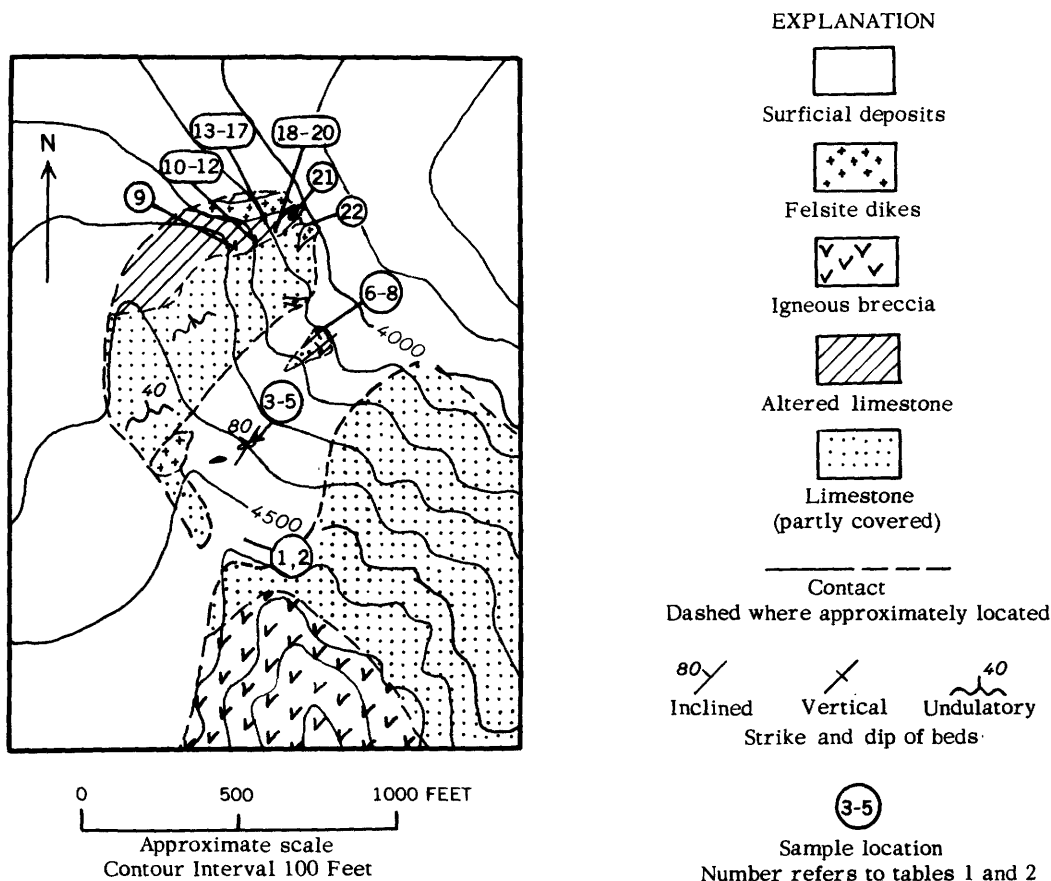 N
13-17
18-20
10-12
21
9
22
6-8
4000
40
3-5
80
4500
1,2
0 500 1000 FEET
Approximate scale
Contour Interval 100 Feet
EXPLANATION
Surficial deposits
Felsite dikes
Igneous breccia
Altered limestone
Limestone
(partly covered)
Contact
Dashed where approximately located
80 40
Inclined Vertical Undulatory
Strike and dip of beds
3-5
Sample location
Number refers to tables 1 and 2